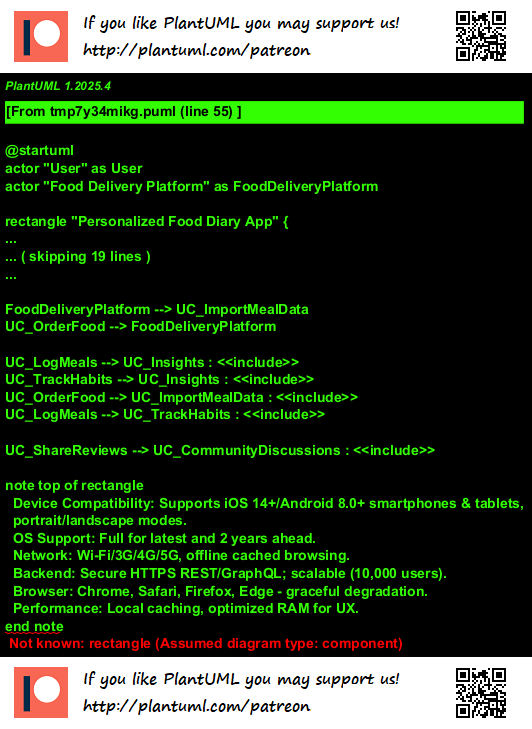 If you like PlantUML you may support us!
http://plantuml.com/patreon
PlantUML 1.2025.4
[From tmp7y34mikg.puml (line 55) ]
@startuml
actor "User" as User
actor "Food Delivery Platform" as FoodDeliveryPlatform
rectangle "Personalized Food Diary App" {
...
... ( skipping 19 lines )
...
FoodDeliveryPlatform --> UC_ImportMealData
UC_OrderFood --> FoodDeliveryPlatform
UC_LogMeals --> UC_Insights : <<include>>
UC_TrackHabits --> UC_Insights : <<include>>
UC_OrderFood --> UC_ImportMealData : <<include>>
UC_LogMeals --> UC_TrackHabits : <<include>>
UC_ShareReviews --> UC_CommunityDiscussions : <<include>>
note top of rectangle
Device Compatibility: Supports iOS 14+/Android 8.0+ smartphones & tablets,
portrait/landscape modes.
OS Support: Full for latest and 2 years ahead.
Network: Wi-Fi/3G/4G/5G, offline cached browsing.
Backend: Secure HTTPS REST/GraphQL; scalable (10,000 users).
Browser: Chrome, Safari, Firefox, Edge - graceful degradation.
Performance: Local caching, optimized RAM for UX.
end note
Not known: rectangle (Assumed diagram type: component)
If you like PlantUML you may support us!
http://plantuml.com/patreon